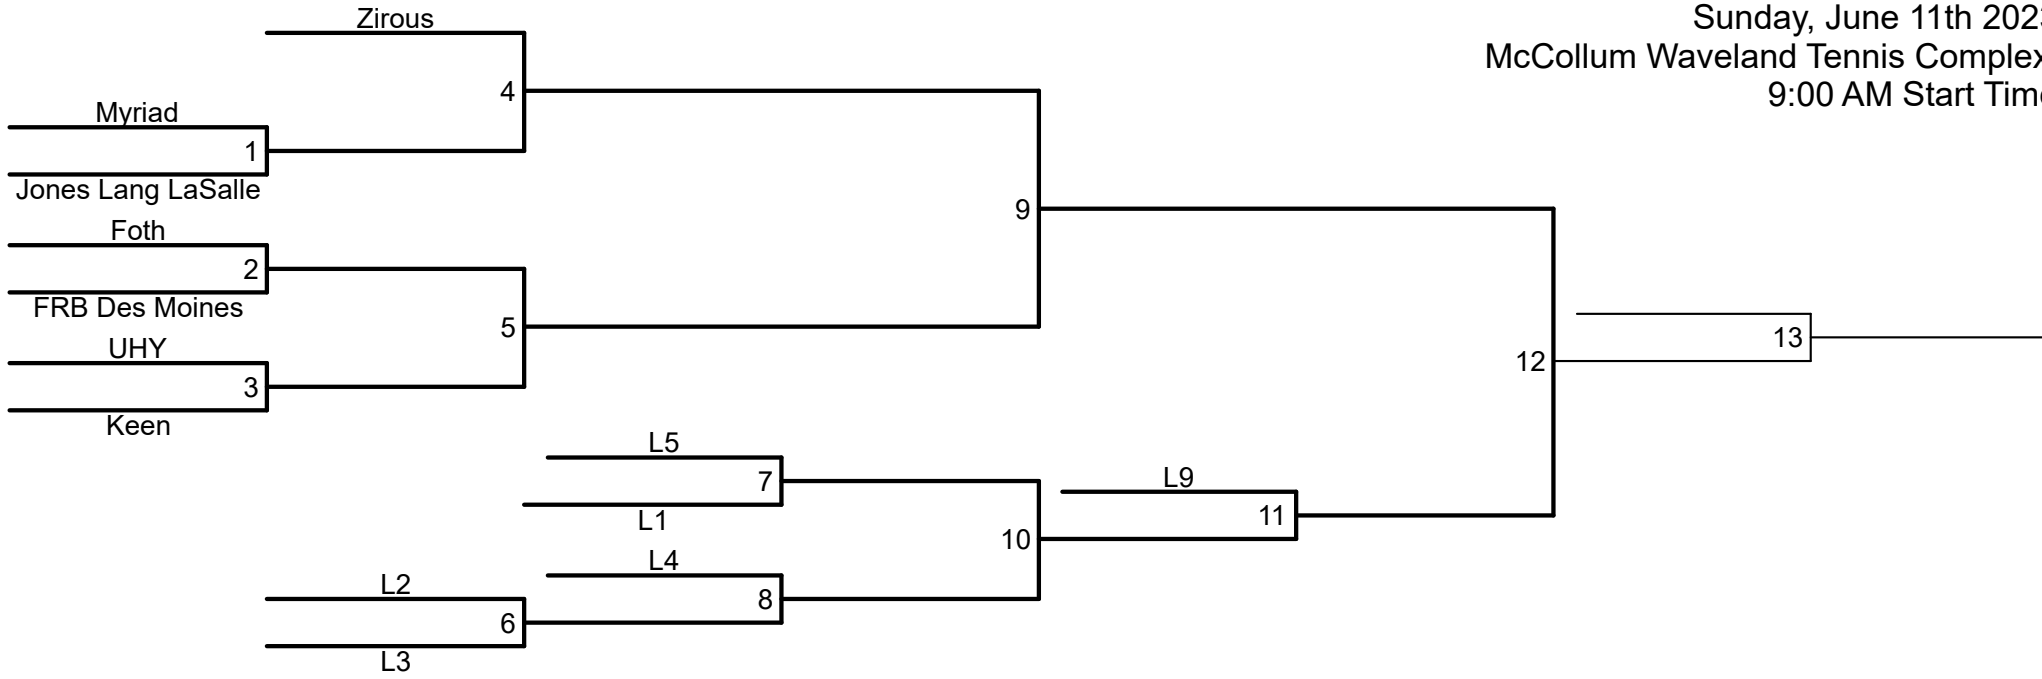 Sunday, June 11th 202
McCollum Waveland Tennis Complex
9:00 AM Start Tim
Zirous
4
Myriad
1
Jones Lang LaSalle
9
Foth
2
FRB Des Moines
5
UHY
3
Keen
13
12
L5
7
L1
L9
11
10
L4
8
L2
6
L3